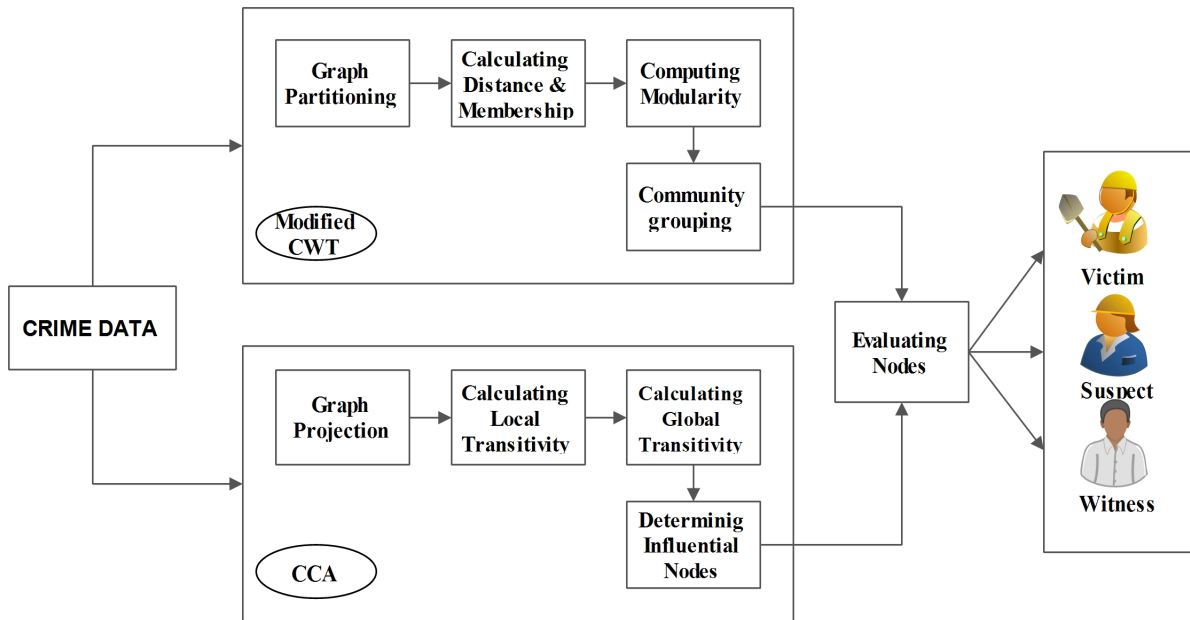 CRIME DATA
Graph
Partitioning
Calculating
Distance &
Membership
Computing
Modularity
Community
grouping
Modified
CWT
Graph
Projection
Calculating
Local
Transitivity
Calculating
Global
Transitivity
Determinig
Influential
Nodes
CCA
Evaluating
Nodes
Victim
Suspect
Witness